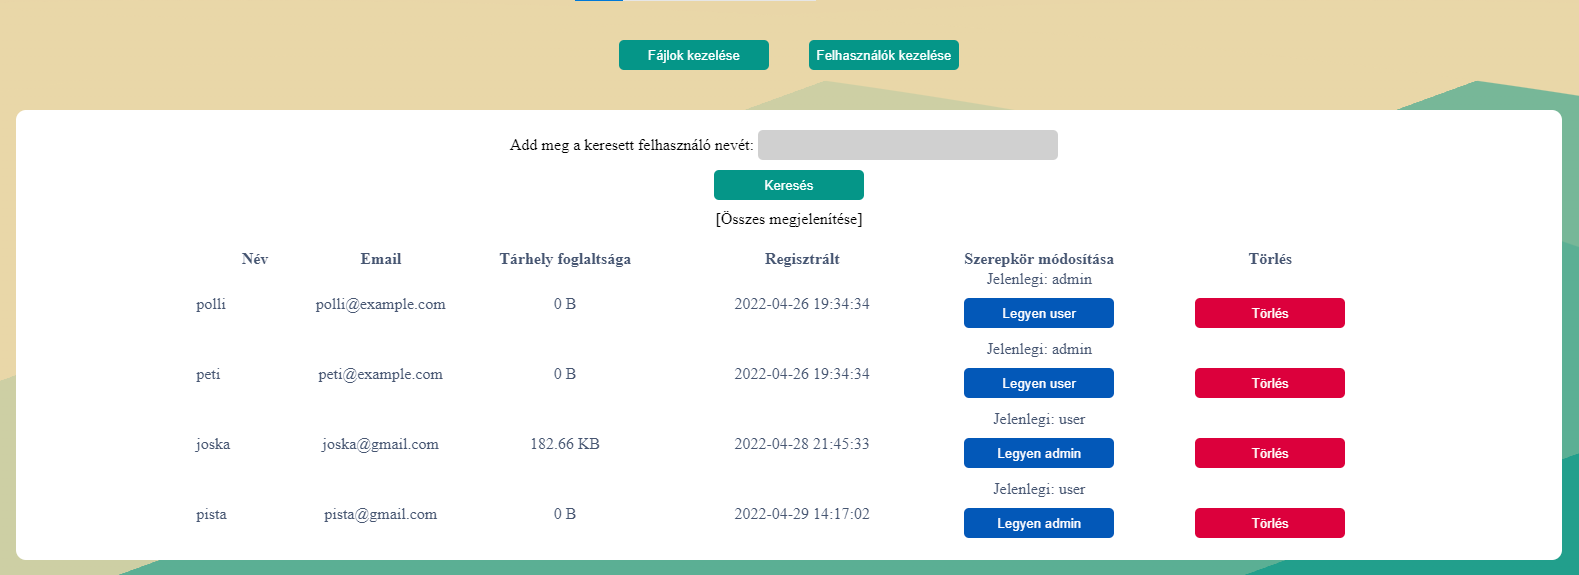 Fájlok kezelése Felhasználók kezelése
Add meg a keresett felhasználó nevét:
Keresés
[Összes megjelenítése]
Név Email Tárhely foglaltsága Regisztrált Szerepkör módosítása Törlés
Jelenlegi: admin
polli polli@example.com 0 B 2022-04-26 19:34:34
Legyen user Törlés
Jelenlegi: admin
peti peti@example.com 0 B 2022-04-26 19:34:34
Legyen user Törlés
Jelenlegi: user
joska joska@gmail.com 182.66 KB 2022-04-28 21:45:33
Legyen admin Törlés
Jelenlegi: user
pista pista@gmail.com 0 B 2022-04-29 14:17:02
Legyen admin Törlés